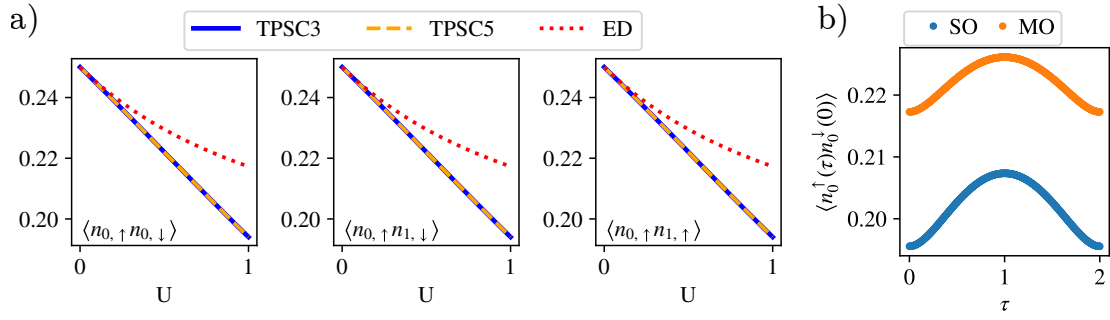 a)
TPSC3 TPSC5 ED
0.24
0.22
0.20
⟨n₀,↑n₀,↓⟩
0 1
U
0.24
0.22
0.20
⟨n₀,↑n₁,↓⟩
0 1
U
0.24
0.22
0.20
⟨n₀,↑n₁,↑⟩
0 1
U
b)
SO MO
⟨n₀^↑(τ)n₀^↓(0)⟩
0.22
0.21
0.20
0 1 2
τ